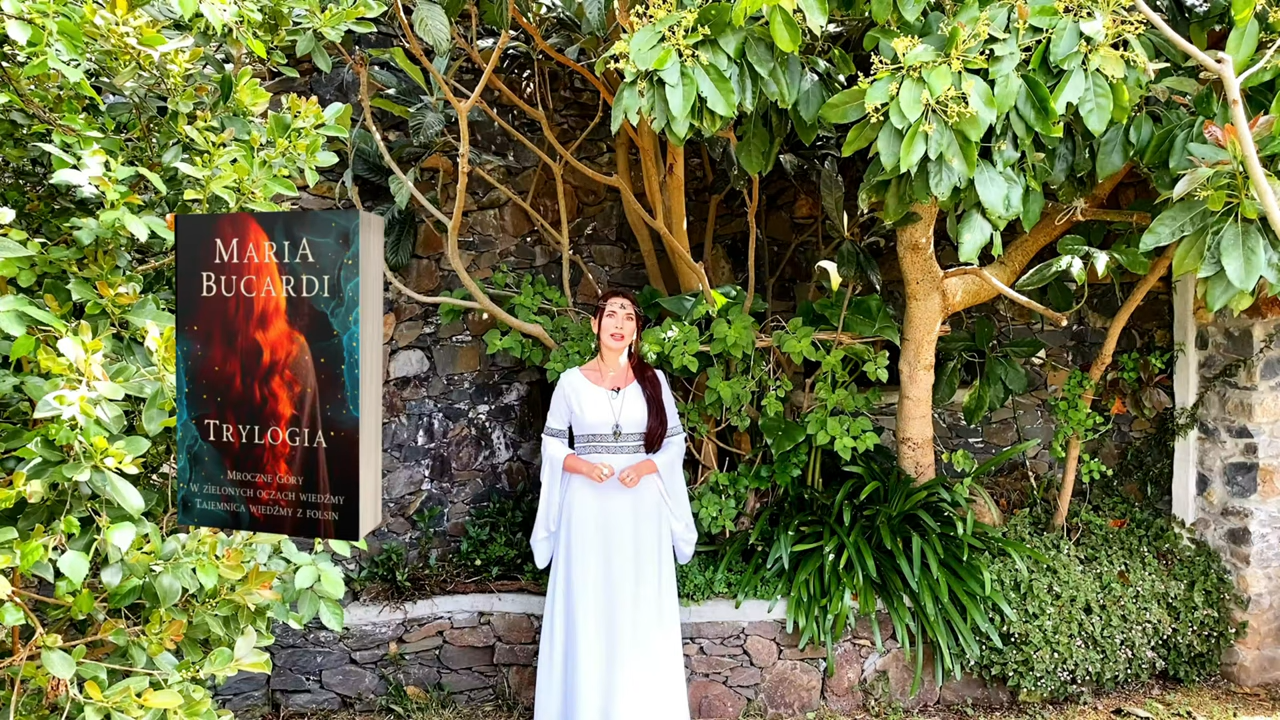 MARIA
BUCARDI
TRYLOGIA
MROCZNE GÓRY
W ZIELONYCH OCZACH WIEDŹMY
TAJEMNICA WIEDŹMY Z FOLSIN